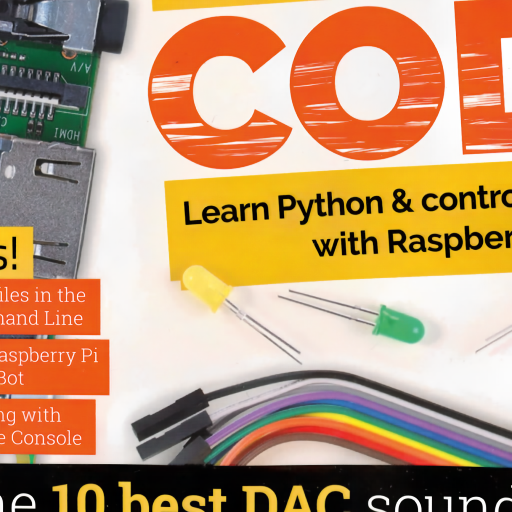 A/V
HDMI
COD
Learn Python & contro
with Raspber
s!
iles in the
mand Line
aspberry Pi
Bot
ng with
e Console
he 10 best DAC sound